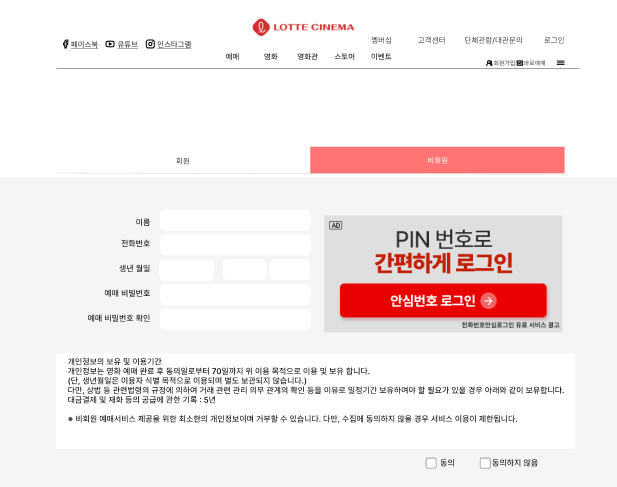 LOTTE CINEMA
페이스북 유튜브 인스타그램
멤버십 고객센터 단체관람/대관문의 로그인
예매 영화 영화관 스토어 이벤트
회원가입 바로예매
회원 비회원
이름
전화번호
생년 월일
예매 비밀번호
예매 비밀번호 확인
AD
PIN 번호로
간편하게 로그인
안심번호 로그인
전화번호안심로그인 유료 서비스 광고
개인정보의 보유 및 이용기간
개인정보는 영화 예매 완료 후 동의일로부터 70일까지 위 이용 목적으로 이용 및 보유 합니다.
(단, 생년월일은 이용자 식별 목적으로 이용되며 별도 보관되지 않습니다.)
다만, 상법 등 관련법령의 규정에 의하여 거래 관련 관리 의무 관계의 확인 등을 이유로 일정기간 보유하여야 할 필요가 있을 경우 아래와 같이 보유합니다.
대금결제 및 재화 등의 공급에 관한 기록 : 5년
※ 비회원 예매서비스 제공을 위한 최소한의 개인정보이며 거부할 수 있습니다. 다만, 수집에 동의하지 않을 경우 서비스 이용이 제한됩니다.
동의 동의하지 않음